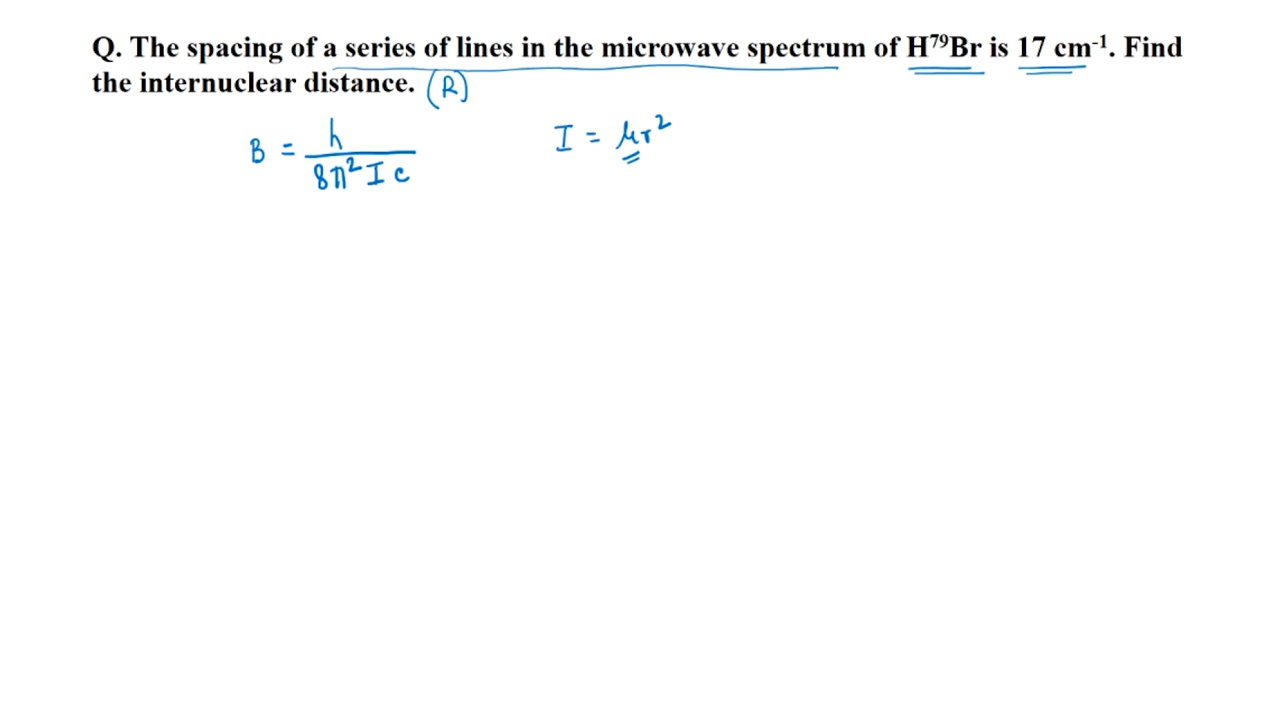 Q. The spacing of a series of lines in the microwave spectrum of H⁷⁹Br is 17 cm⁻¹. Find
the internuclear distance. (R)
B = h / 8π² I c
I = μr²